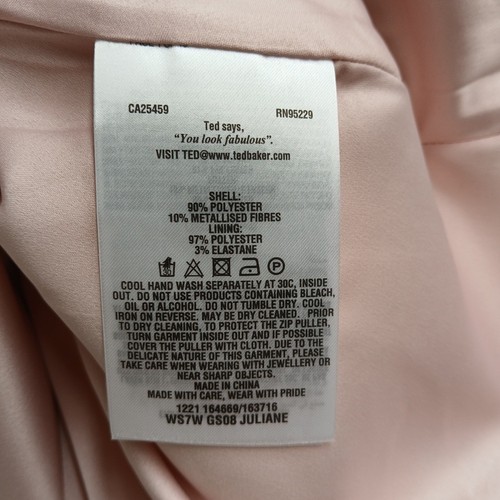 CA25459 RN95229
Ted says,
"You look fabulous".
VISIT TED@www.tedbaker.com
SHELL:
90% POLYESTER
10% METALLISED FIBRES
LINING:
97% POLYESTER
3% ELASTANE
COOL HAND WASH SEPARATELY AT 30C, INSIDE
OUT. DO NOT USE PRODUCTS CONTAINING BLEACH,
OIL OR ALCOHOL. DO NOT TUMBLE DRY. COOL
IRON ON REVERSE. MAY BE DRY CLEANED. PRIOR
TO DRY CLEANING, TO PROTECT THE ZIP PULLER,
TURN GARMENT INSIDE OUT AND IF POSSIBLE
COVER THE PULLER WITH CLOTH. DUE TO THE
DELICATE NATURE OF THIS GARMENT, PLEASE
TAKE CARE WHEN WEARING WITH JEWELLERY OR
NEAR SHARP OBJECTS.
MADE IN CHINA
MADE WITH CARE, WEAR WITH PRIDE
1221 164669/163716
WS7W GS08 JULIANE